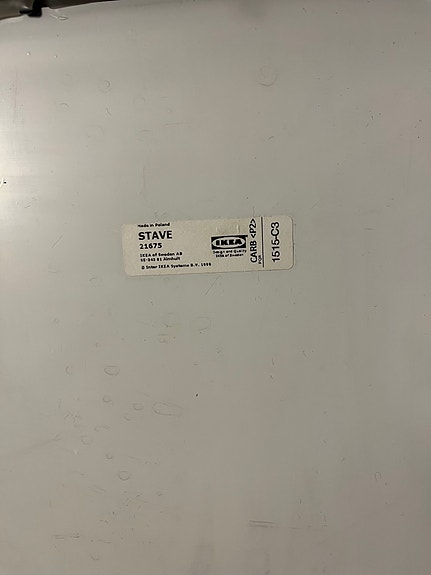 Made in Poland
STAVE
21675
IKEA of Sweden AB
SE-343 81 Älmhult
© Inter IKEA Systems B.V. 1999
IKEA
Design and Quality
IKEA of Sweden
CARB <P2>
1515-C3